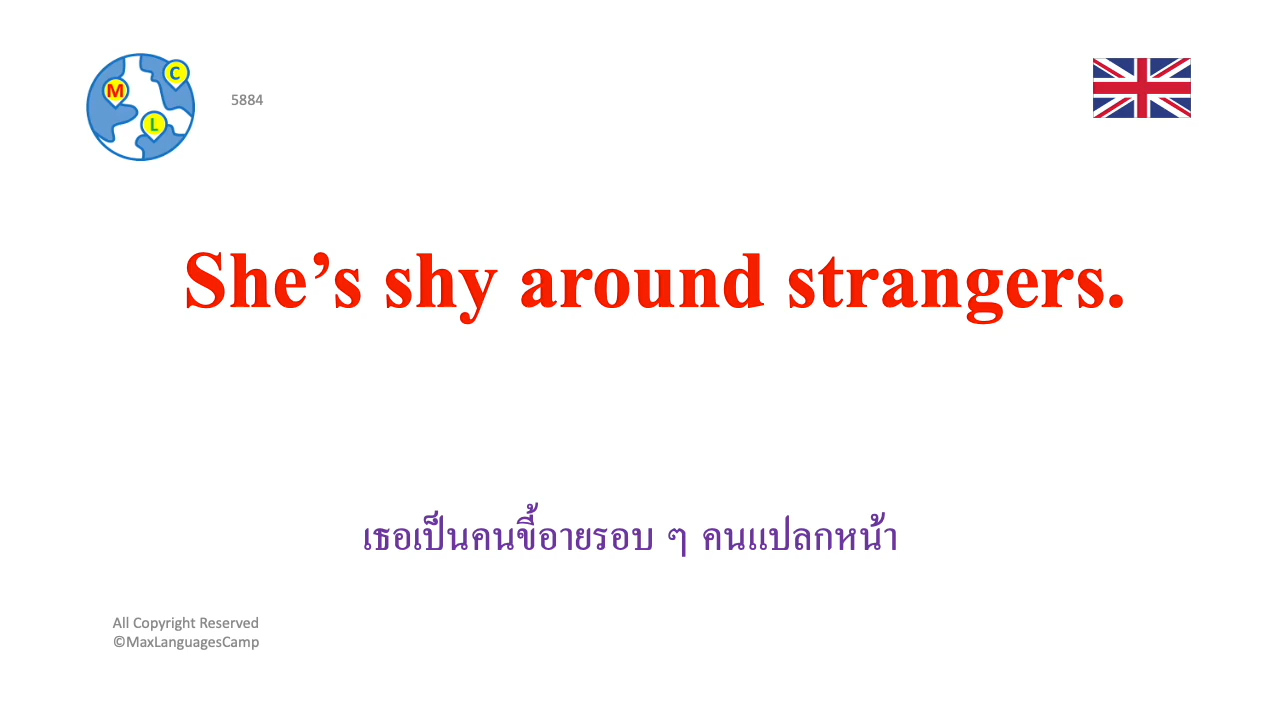 M
C
L
5884
She’s shy around strangers.
เธอเป็นคนขี้อายรอบ ๆ คนแปลกหน้า
All Copyright Reserved
©MaxLanguagesCamp